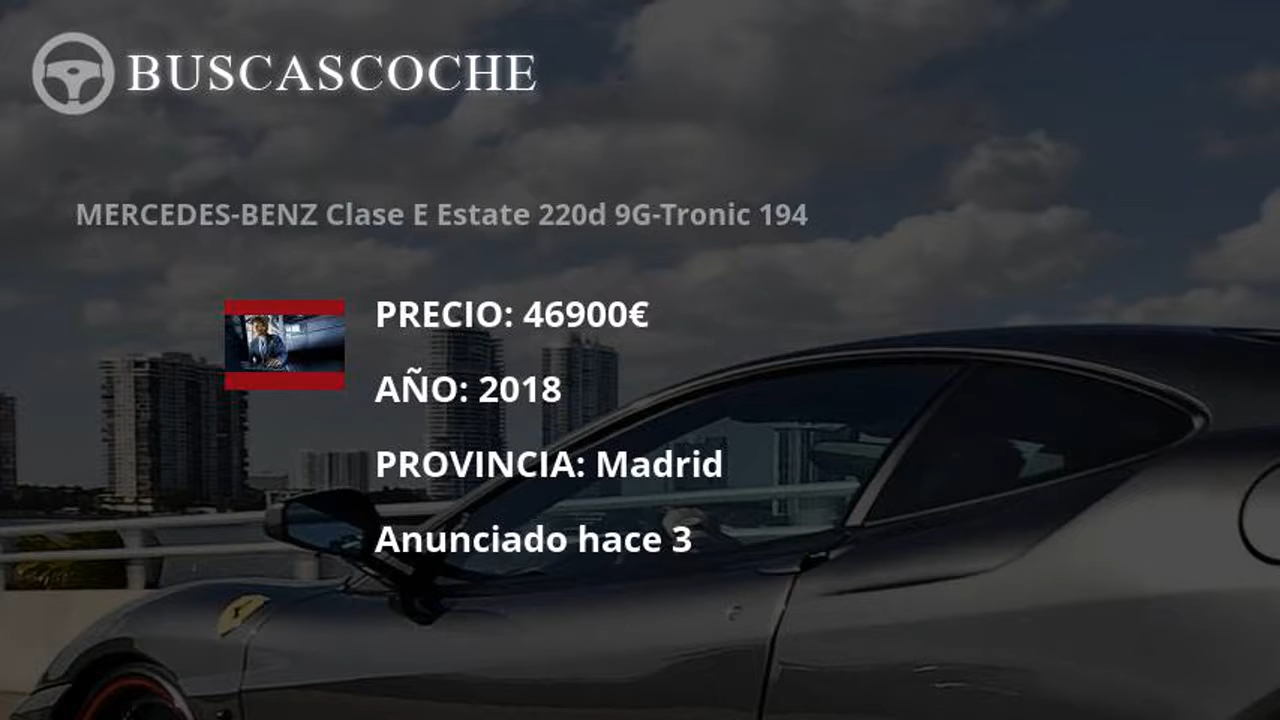 BUSCASCOCHE
MERCEDES-BENZ Clase E Estate 220d 9G-Tronic 194
PRECIO: 46900€
AÑO: 2018
PROVINCIA: Madrid
Anunciado hace 3